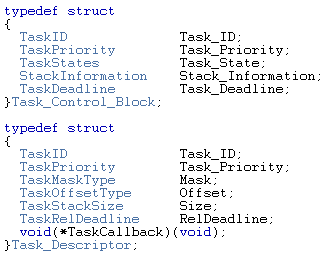 typedef struct
{
TaskID Task_ID;
TaskPriority Task_Priority;
TaskStates Task_State;
StackInformation Stack_Information;
TaskDeadline Task_Deadline;
}Task_Control_Block;
typedef struct
{
TaskID Task_ID;
TaskPriority Task_Priority;
TaskMaskType Mask;
TaskOffsetType Offset;
TaskStackSize Size;
TaskRelDeadline RelDeadline;
void(*TaskCallback)(void);
}Task_Descriptor;